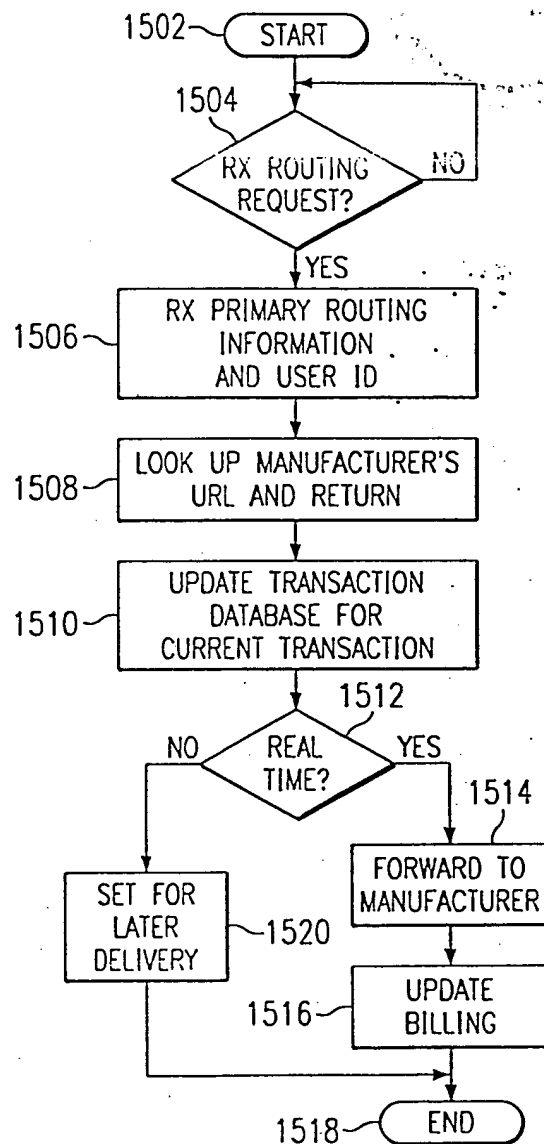 1502
START
1504
RX ROUTING
REQUEST?
NO
YES
1506
RX PRIMARY ROUTING
INFORMATION
AND USER ID
1508
LOOK UP MANUFACTURER'S
URL AND RETURN
1510
UPDATE TRANSACTION
DATABASE FOR
CURRENT TRANSACTION
1512
NO
REAL
TIME?
YES
1514
FORWARD TO
MANUFACTURER
SET FOR
LATER
DELIVERY
1520
1516
UPDATE
BILLING
1518
END